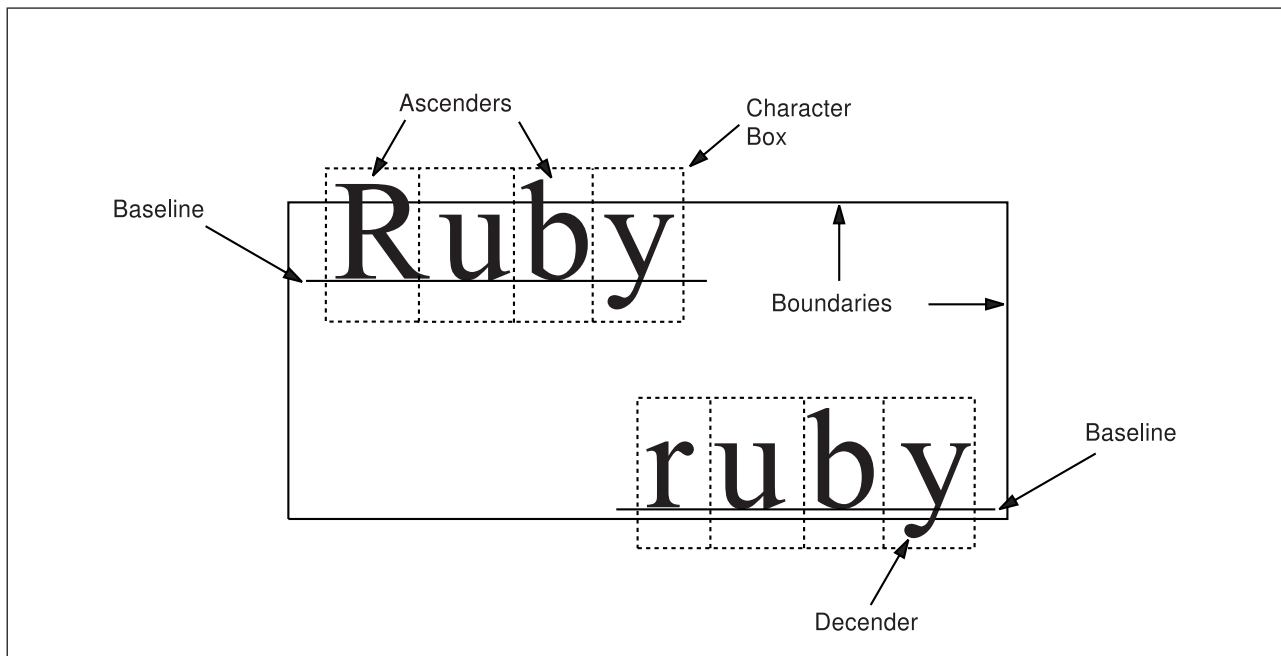 Ascenders
Character
Box
Baseline
Ruby
Boundaries
ruby
Baseline
Decender